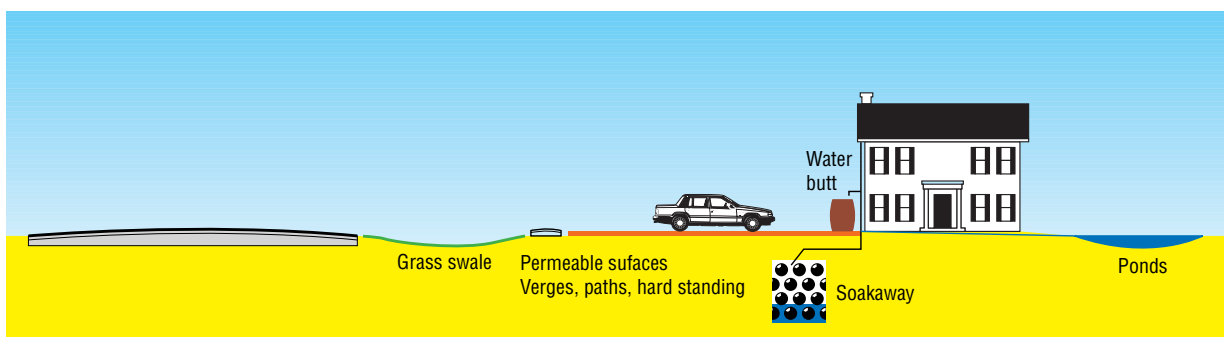 Water
butt
Grass swale
Permeable sufaces
Verges, paths, hard standing
Soakaway
Ponds